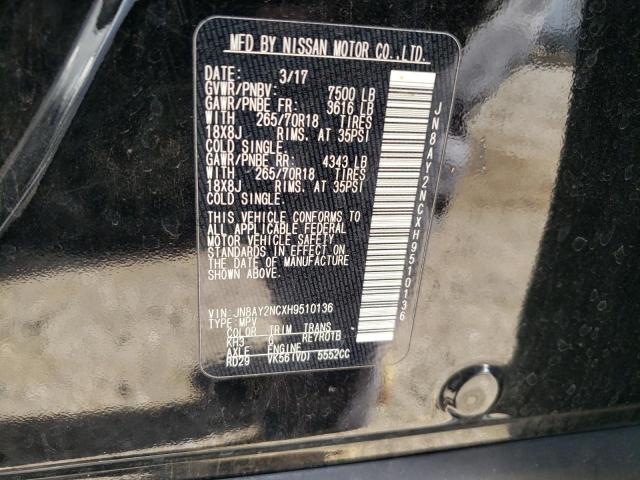 MFD BY NISSAN MOTOR CO.,LTD.
DATE: 3/17
GVWR/PNBV: 7500 LB
GAWR/PNBE FR: 3616 LB
WITH 265/70R18 TIRES
18X8J RIMS. AT 35PSI
COLD SINGLE.
GAWR/PNBE RR: 4343 LB
WITH 265/70R18 TIRES
18X8J RIMS. AT 35PSI
COLD SINGLE.
THIS VEHICLE CONFORMS TO
ALL APPLICABLE FEDERAL
MOTOR VEHICLE SAFETY
STANDARDS IN EFFECT ON
THE DATE OF MANUFACTURE
SHOWN ABOVE.
VIN:JN8AY2NCXH9510136
TYPE:MPV
COLOR TRIM TRANS
KH3 G RE7R01B
AXLE ENGINE
RD29 VK56(VD) 5552CC
JN8AY2NCXH9510136